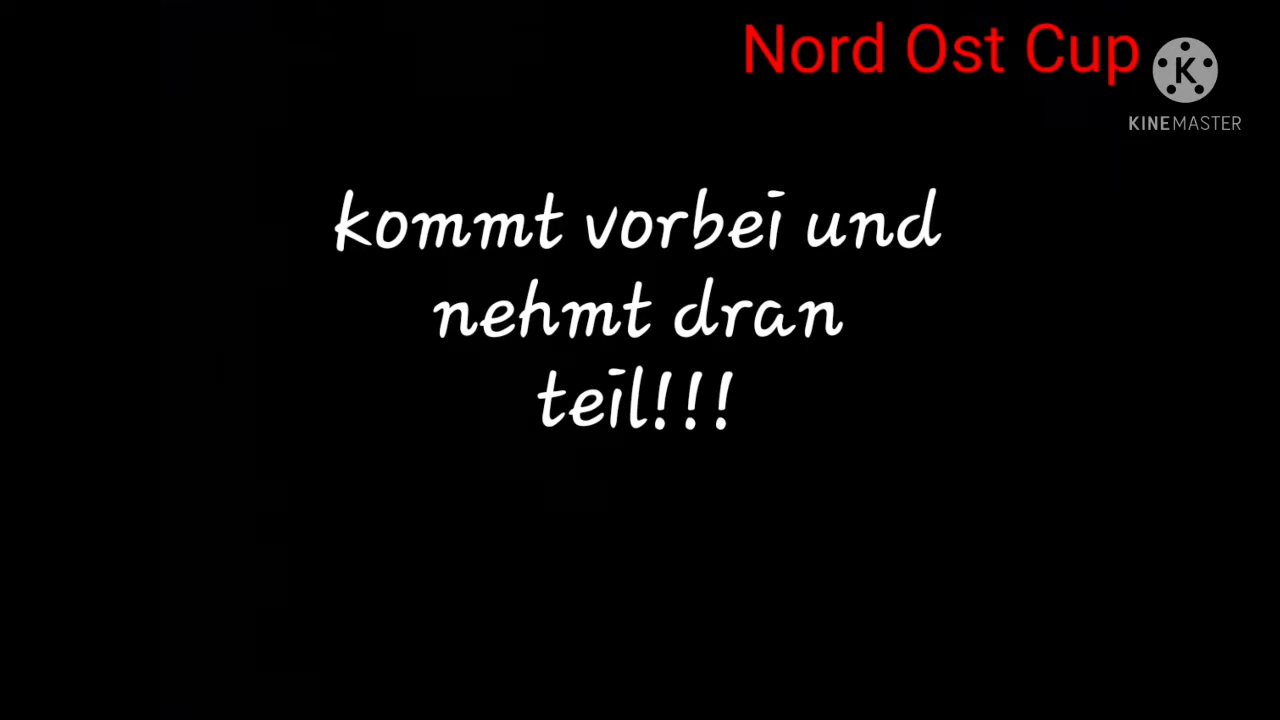 Nord Ost Cup
KINEMASTER
kommt vorbei und
nehmt dran
teil!!!